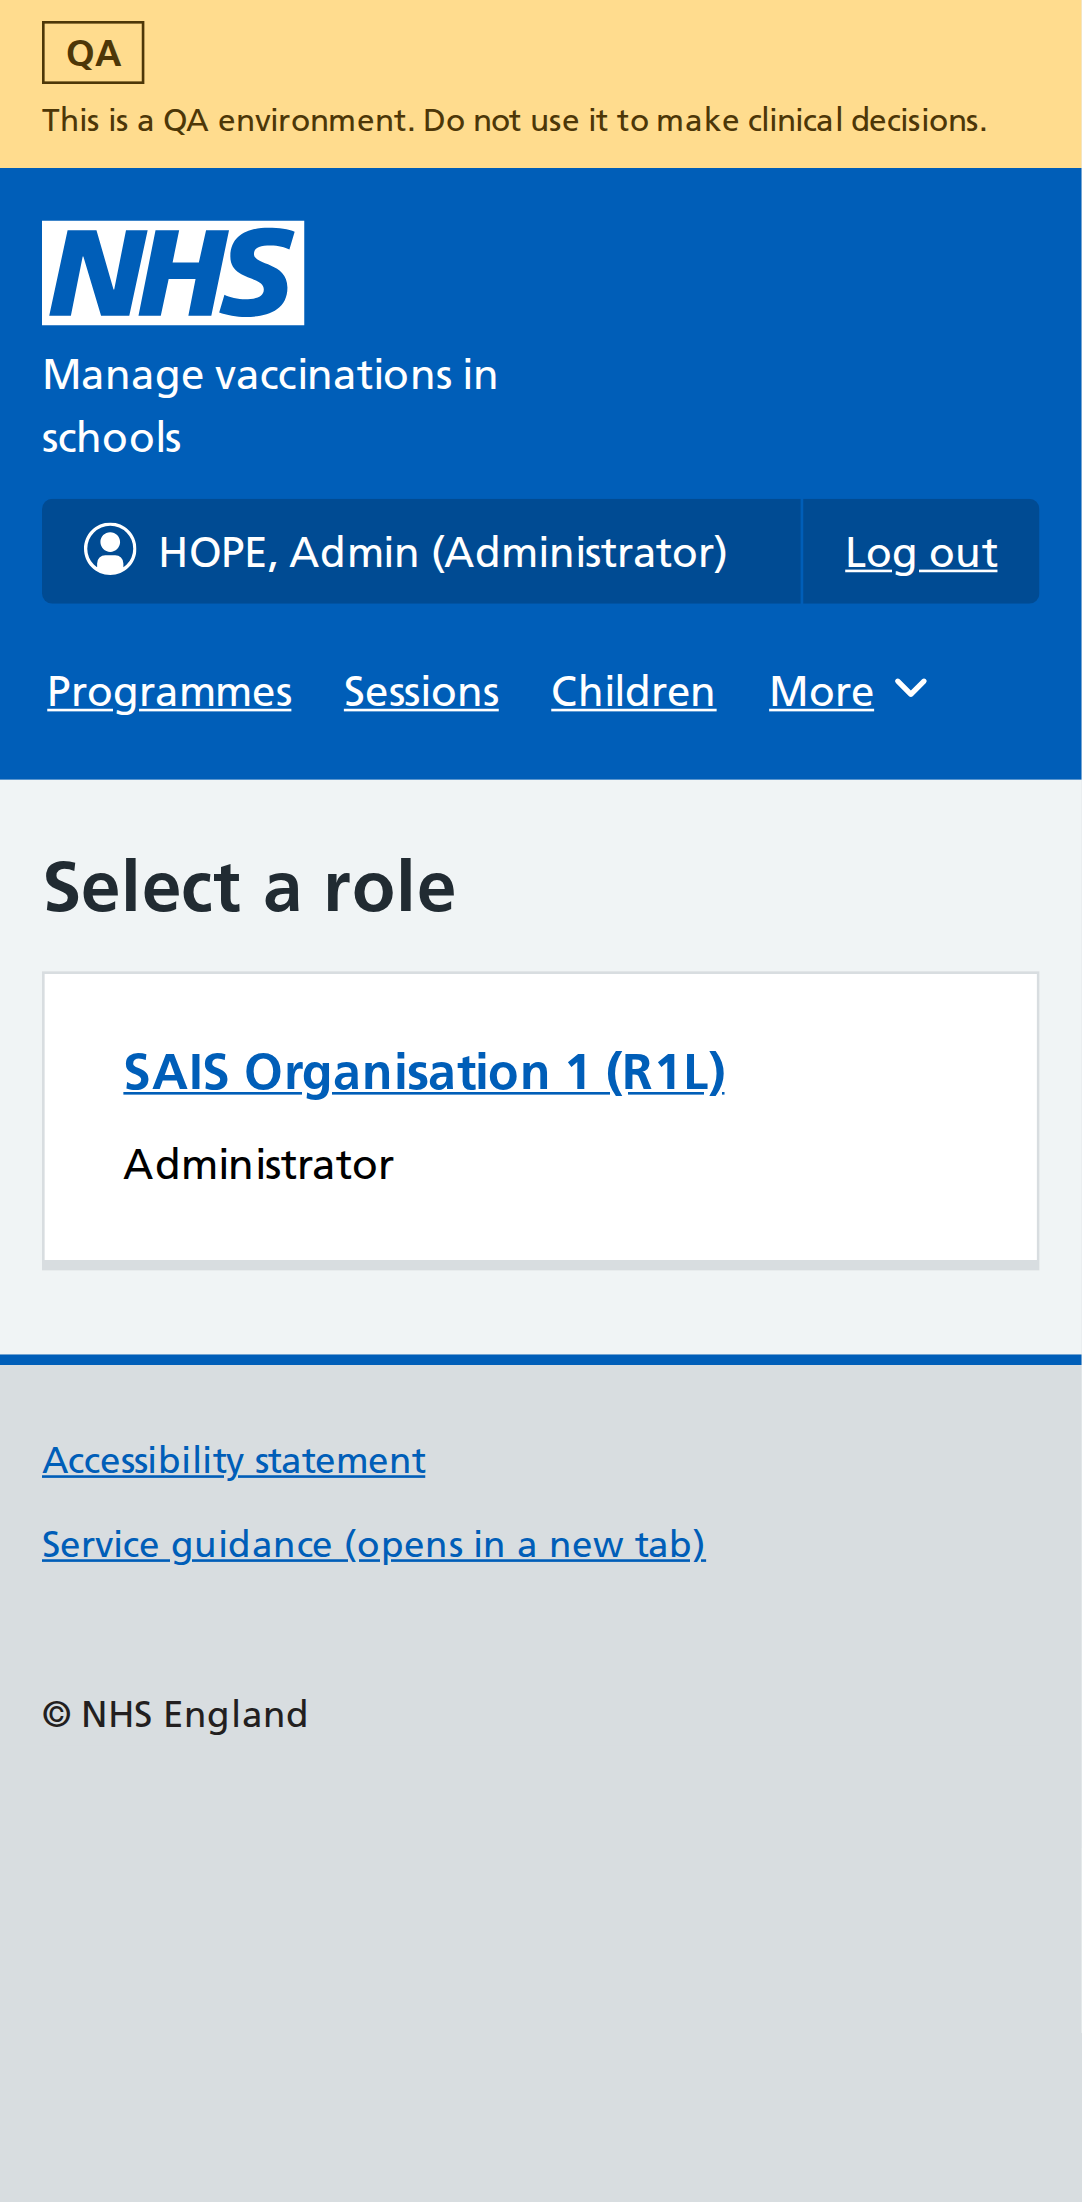 QA
This is a QA environment. Do not use it to make clinical decisions.
NHS
Manage vaccinations in
schools
HOPE, Admin (Administrator)
Log out
Programmes Sessions Children More
Select a role
SAIS Organisation 1 (R1L)
Administrator
Accessibility statement
Service guidance (opens in a new tab)
© NHS England